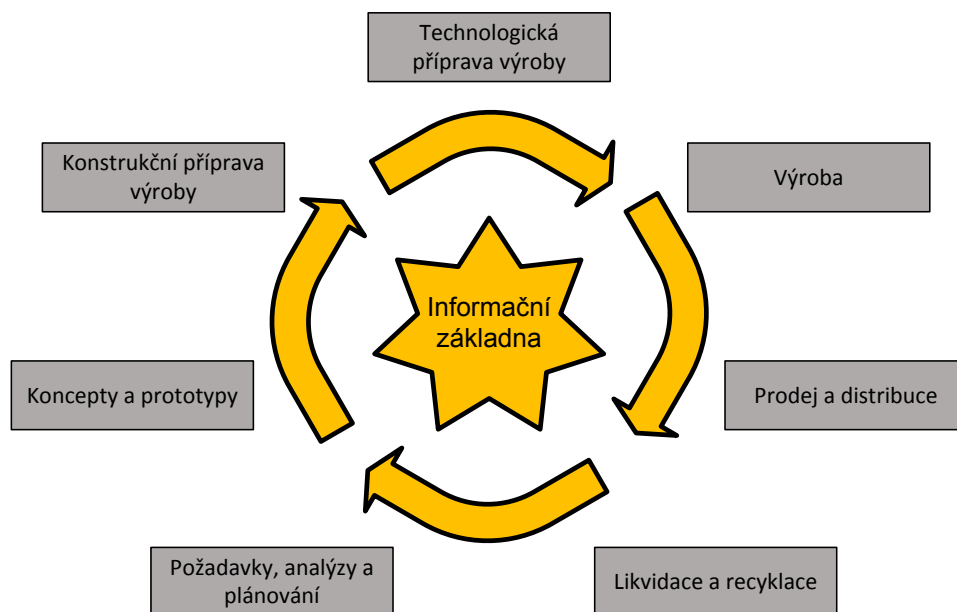 Technologická
příprava výroby
Konstrukční příprava
výroby
Výroba
Informační
základna
Koncepty a prototypy
Prodej a distribuce
Požadavky, analýzy a
plánování
Likvidace a recyklace